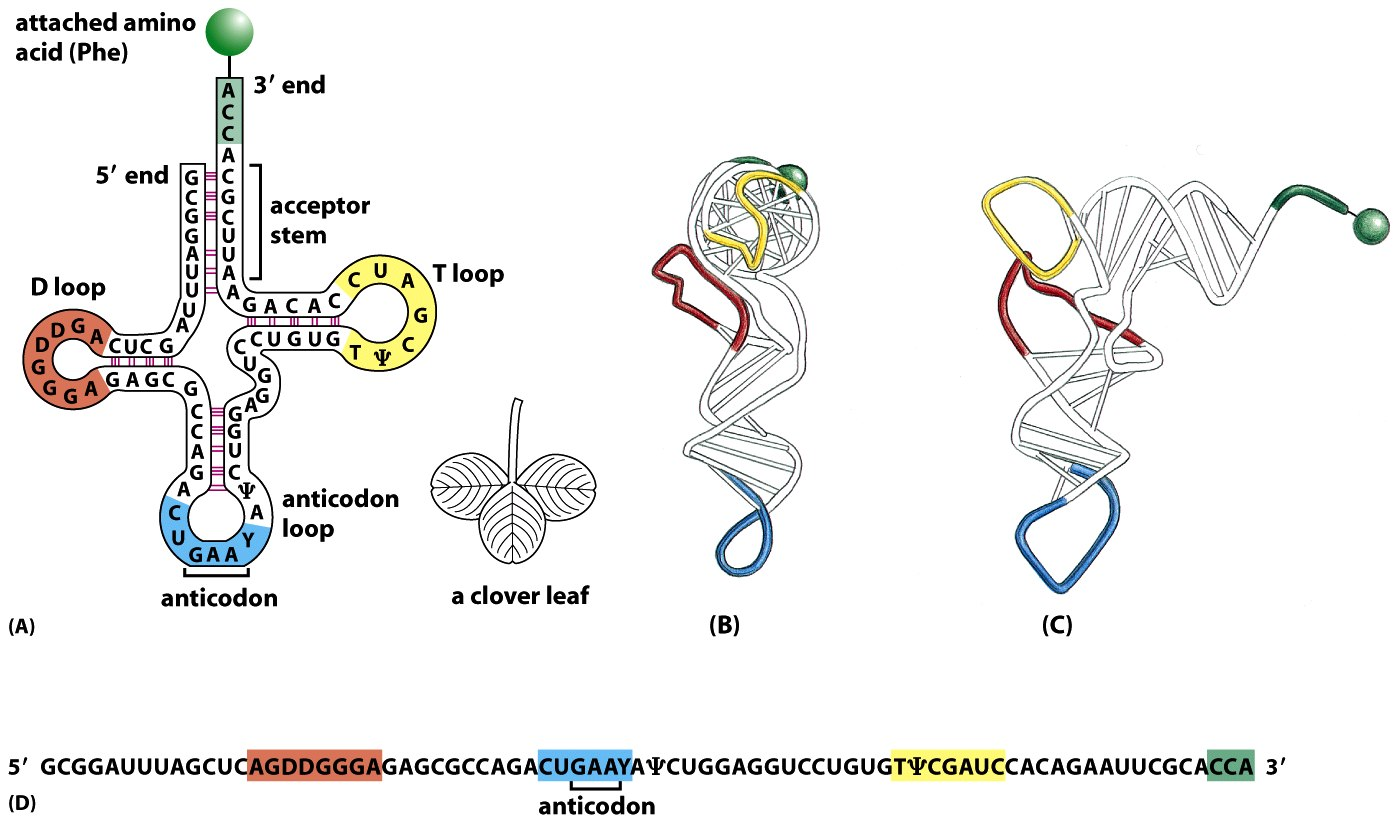 attached amino
acid (Phe)
3′ end
A
C
C
A
5′ end
acceptor
stem
G
C
G
G
A
U
U
U
A
C
G
C
U
U
A
A
D loop
T loop
D D G A
G G G A
C U C G
G A G C
G A C A C
C U G U G
C U A G C Ψ T
C U G G A
G
C
C
A
G
A
G
G
U
C
Ψ
A
C
U
G A A Y
anticodon
loop
anticodon
a clover leaf
(A)
(B)
(C)
5′ GCGGAUUUAGCUCAGDDGGGAGAGCGCCAGACUGAAYAΨCUGGAGGUCCUGUGTΨCGAUCCACAGAAUUCGCACCA 3′
anticodon
(D)